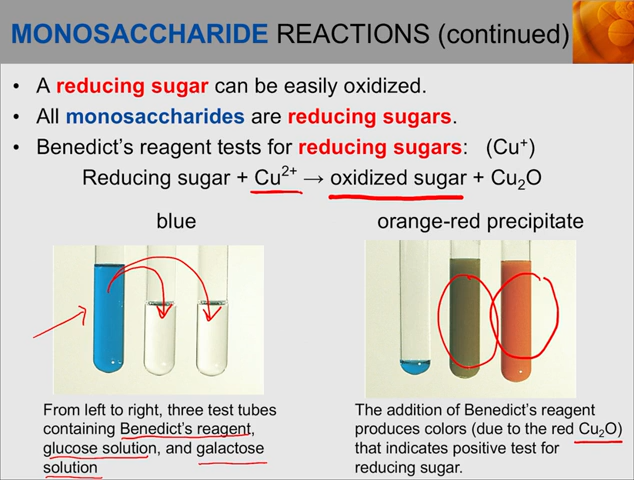 MONOSACCHARIDE REACTIONS (continued)
• A reducing sugar can be easily oxidized.
• All monosaccharides are reducing sugars.
• Benedict's reagent tests for reducing sugars: (Cu⁺)
Reducing sugar + Cu²⁺ → oxidized sugar + Cu₂O
blue
orange-red precipitate
From left to right, three test tubes
containing Benedict's reagent,
glucose solution, and galactose
solution
The addition of Benedict's reagent
produces colors (due to the red Cu₂O)
that indicates positive test for
reducing sugar.